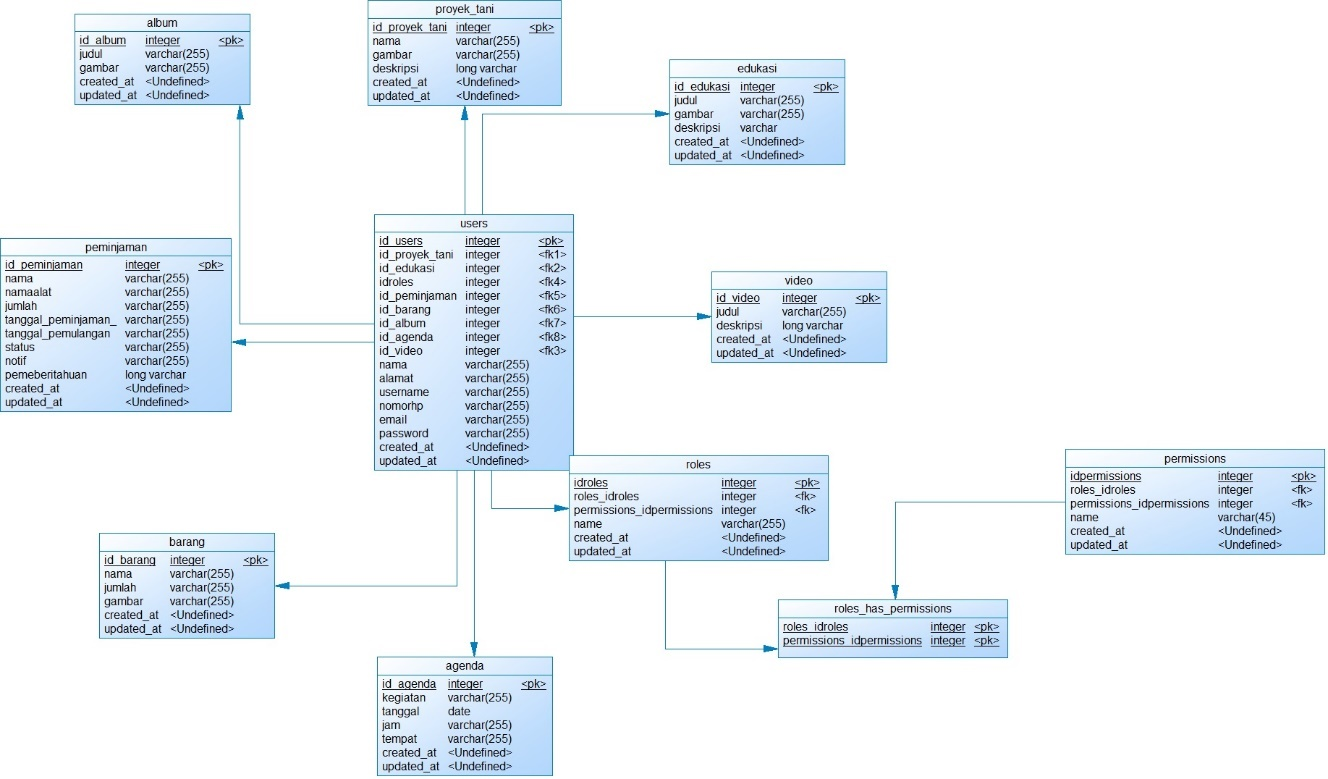 album
id_album integer <pk>
judul varchar(255)
gambar varchar(255)
created_at <Undefined>
updated_at <Undefined>
proyek_tani
id_proyek_tani integer <pk>
nama varchar(255)
gambar varchar(255)
deskripsi long varchar
created_at <Undefined>
updated_at <Undefined>
edukasi
id_edukasi integer <pk>
judul varchar(255)
gambar varchar(255)
deskripsi varchar
created_at <Undefined>
updated_at <Undefined>
peminjaman
id_peminjaman integer <pk>
nama varchar(255)
namaalat varchar(255)
jumlah varchar(255)
tanggal_peminjaman_ varchar(255)
tanggal_pemulangan varchar(255)
status varchar(255)
notif varchar(255)
pemeberitahuan long varchar
created_at <Undefined>
updated_at <Undefined>
users
id_users integer <pk>
id_proyek_tani integer <fk1>
id_edukasi integer <fk2>
idroles integer <fk4>
id_peminjaman integer <fk5>
id_barang integer <fk6>
id_album integer <fk7>
id_agenda integer <fk8>
id_video integer <fk3>
nama varchar(255)
alamat varchar(255)
username varchar(255)
nomorhp varchar(255)
email varchar(255)
password varchar(255)
created_at <Undefined>
updated_at <Undefined>
video
id_video integer <pk>
judul varchar(255)
deskripsi long varchar
created_at <Undefined>
updated_at <Undefined>
roles
idroles integer <pk>
roles_idroles integer <fk>
permissions_idpermissions integer <fk>
name varchar(255)
created_at <Undefined>
updated_at <Undefined>
permissions
idpermissions integer <pk>
roles_idroles integer <fk>
permissions_idpermissions integer <fk>
name varchar(45)
created_at <Undefined>
updated_at <Undefined>
barang
id_barang integer <pk>
nama varchar(255)
jumlah varchar(255)
gambar varchar(255)
created_at <Undefined>
updated_at <Undefined>
roles_has_permissions
roles_idroles integer <pk>
permissions_idpermissions integer <pk>
agenda
id_agenda integer <pk>
kegiatan varchar(255)
tanggal date
jam varchar(255)
tempat varchar(255)
created_at <Undefined>
updated_at <Undefined>